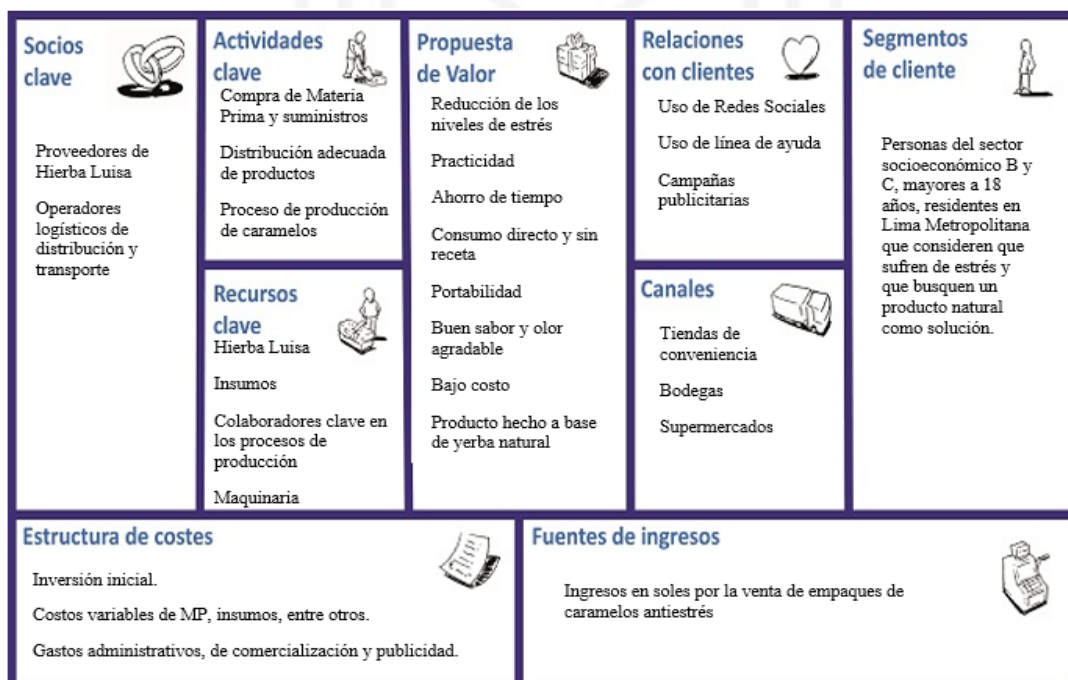 Socios
clave
Proveedores de
Hierba Luisa
Operadores
logísticos de
distribución y
transporte
Actividades
clave
Compra de Materia
Prima y suministros
Distribución adecuada
de productos
Proceso de producción
de caramelos
Recursos
clave
Hierba Luisa
Insumos
Colaboradores clave en
los procesos de
producción
Maquinaria
Propuesta
de Valor
Reducción de los
niveles de estrés
Practicidad
Ahorro de tiempo
Consumo directo y sin
receta
Portabilidad
Buen sabor y olor
agradable
Bajo costo
Producto hecho a base
de yerba natural
Relaciones
con clientes
Uso de Redes Sociales
Uso de línea de ayuda
Campañas
publicitarias
Canales
Tiendas de
conveniencia
Bodegas
Supermercados
Segmentos
de cliente
Personas del sector
socioeconómico B y
C, mayores a 18
años, residentes en
Lima Metropolitana
que consideren que
sufren de estrés y
que busquen un
producto natural
como solución.
Estructura de costes
Inversión inicial.
Costos variables de MP, insumos, entre otros.
Gastos administrativos, de comercialización y publicidad.
Fuentes de ingresos
Ingresos en soles por la venta de empaques de
caramelos antiestrés